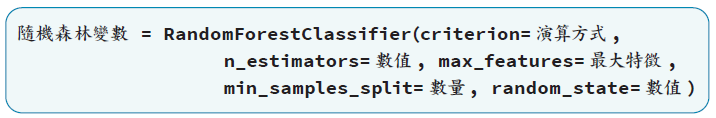 隨機森林變數 = RandomForestClassifier(criterion=演算方式,
n_estimators=數值, max_features=最大特徵,
min_samples_split=數量, random_state=數值)